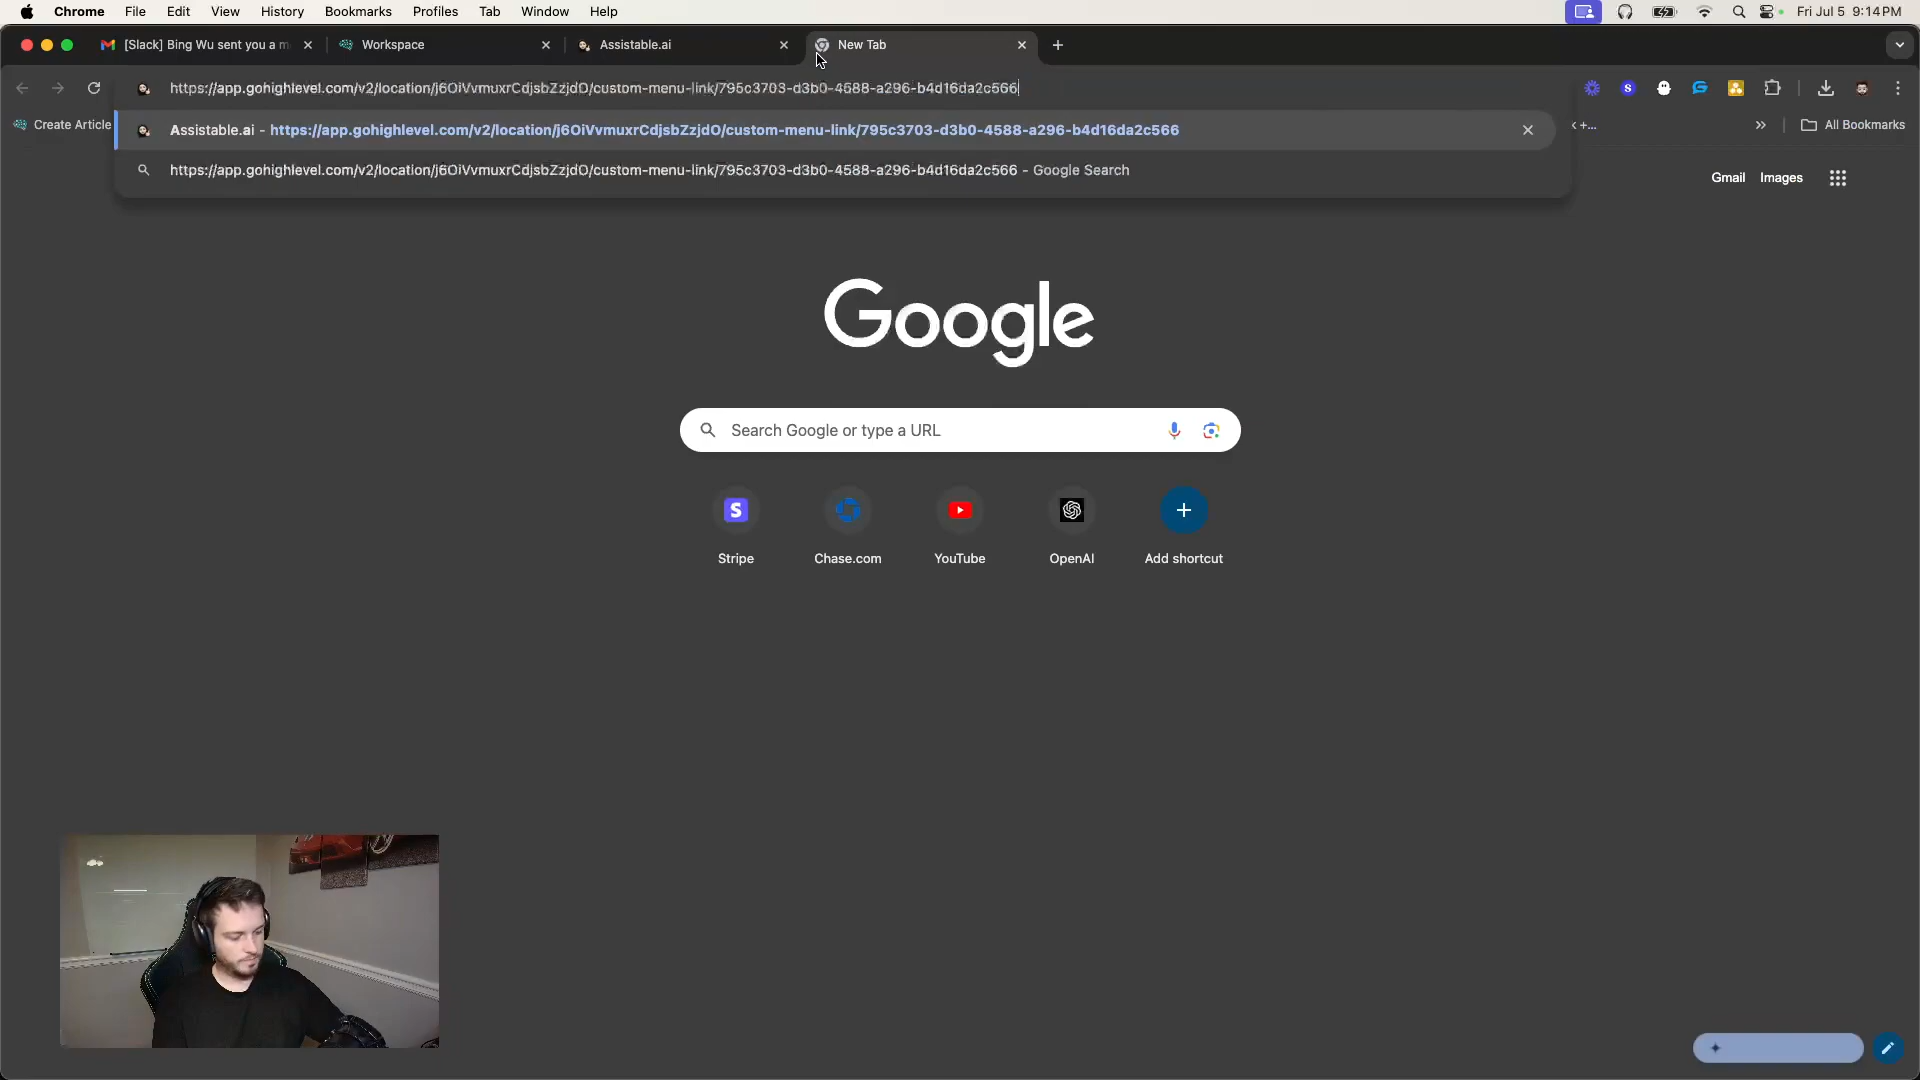 Chrome File Edit View History Bookmarks Profiles Tab Window Help Fri Jul 5 9:14 PM
[Slack] Bing Wu sent you a m Workspace Assistable.ai New Tab
https://app.gohighlevel.com/v2/location/j6OiVvmuxrCdjsbZzjdO/custom-menu-link/795c3703-d3b0-4588-a296-b4d16da2c566
Create Article
Assistable.ai - https://app.gohighlevel.com/v2/location/j6OiVvmuxrCdjsbZzjdO/custom-menu-link/795c3703-d3b0-4588-a296-b4d16da2c566
+... » All Bookmarks
https://app.gohighlevel.com/v2/location/j6OiVvmuxrCdjsbZzjdO/custom-menu-link/795c3703-d3b0-4588-a296-b4d16da2c566 - Google Search
Gmail Images
Google
Search Google or type a URL
Stripe Chase.com YouTube OpenAI Add shortcut